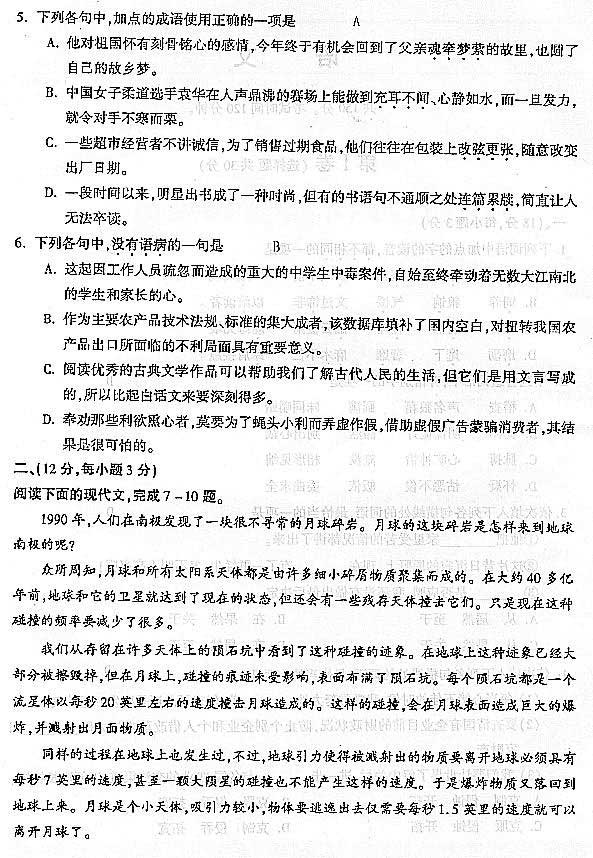 5. 下列各句中,加点的成语使用正确的一项是 A
A. 他对祖国怀有刻骨铭心的感情,今年终于有机会回到了父亲魂牵梦萦的故里,也圆了
自己的故乡梦。
B. 中国女子柔道选手袁华在人声鼎沸的赛场上能做到充耳不闻、心静如水,而一旦发力,
就令对手不寒而栗。
C. 一些超市经营者不讲诚信,为了销售过期食品,他们往往在包装上改弦更张,随意改变
出厂日期。
D. 一段时间以来,明星出书成了一种时尚,但有的书语句不通顺之处连篇累牍,简直让人
无法卒读。
6. 下列各句中,没有语病的一句是 B
A. 这起因工作人员疏忽而造成的重大的中学生中毒案件,自始至终牵动着无数大江南北
的学生和家长的心。
B. 作为主要农产品技术法规、标准的集大成者,该数据库填补了国内空白,对扭转我国农
产品出口所面临的不利局面具有重要意义。
C. 阅读优秀的古典文学作品可以帮助我们了解古代人民的生活,但它们是用文言写成
的,所以比起白话文来要深刻得多。
D. 奉劝那些利欲熏心者,莫要为了蝇头小利而弄虚作假,借助虚假广告蒙骗消费者,其结
果是很可怕的。
二、(12分,每小题3分)
阅读下面的现代文,完成7-10题。
1990年,人们在南极发现了一块很不寻常的月球碎岩。月球的这块碎岩是怎样来到地球
南极的呢?
众所周知,月球和所有太阳系天体都是由许多细小碎屑物质聚集而成的。在大约40多亿
年前,地球和它的卫星就达到了现在的状态,但还会有一些残存天体撞击它们。只是现在这种
碰撞的频率要减少了很多。
我们从存留在许多天体上的陨石坑中看到了这种碰撞的迹象。在地球上这种迹象已经大
部分被擦毁掉,但在月球上,碰撞的痕迹未受影响,表面布满了陨石坑。每个陨石坑都是一个
流星体以每秒20英里左右的速度撞击月球造成的。这样的碰撞,会在月球表面造成巨大的爆
炸,并溅射出月面物质。
同样的过程在地球上也发生过,不过,地球引力使得被溅射出的物质要离开地球必须具有
每秒7英里的速度,甚至一颗大陨星的碰撞也不能产生这样的速度。于是爆炸物质又落回到
地球上来。月球是个小天体,吸引力较小,物体要逃逸出去仅需要每秒1.5英里的速度就可以
离开月球了。